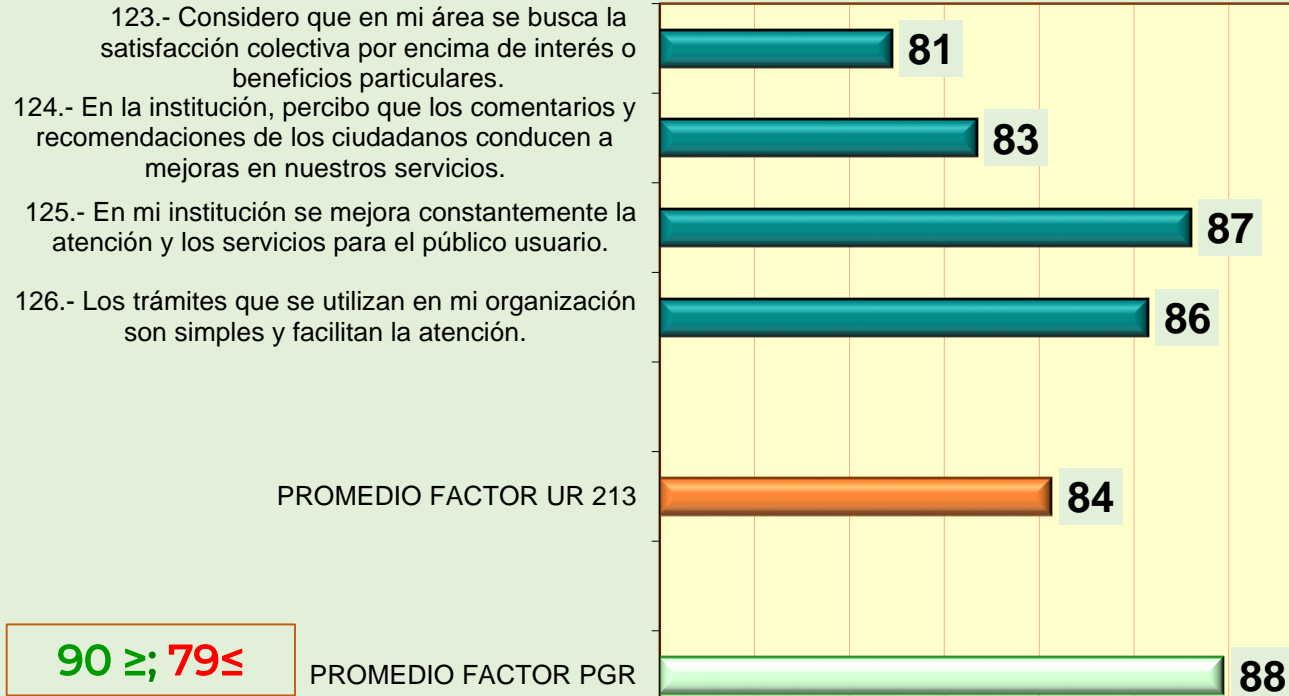 123.- Considero que en mi área se busca la
satisfacción colectiva por encima de interés o
beneficios particulares.
81
124.- En la institución, percibo que los comentarios y
recomendaciones de los ciudadanos conducen a
mejoras en nuestros servicios.
83
125.- En mi institución se mejora constantemente la
atención y los servicios para el público usuario.
87
126.- Los trámites que se utilizan en mi organización
son simples y facilitan la atención.
86
PROMEDIO FACTOR UR 213
84
90 ≥; 79≤
PROMEDIO FACTOR PGR
88